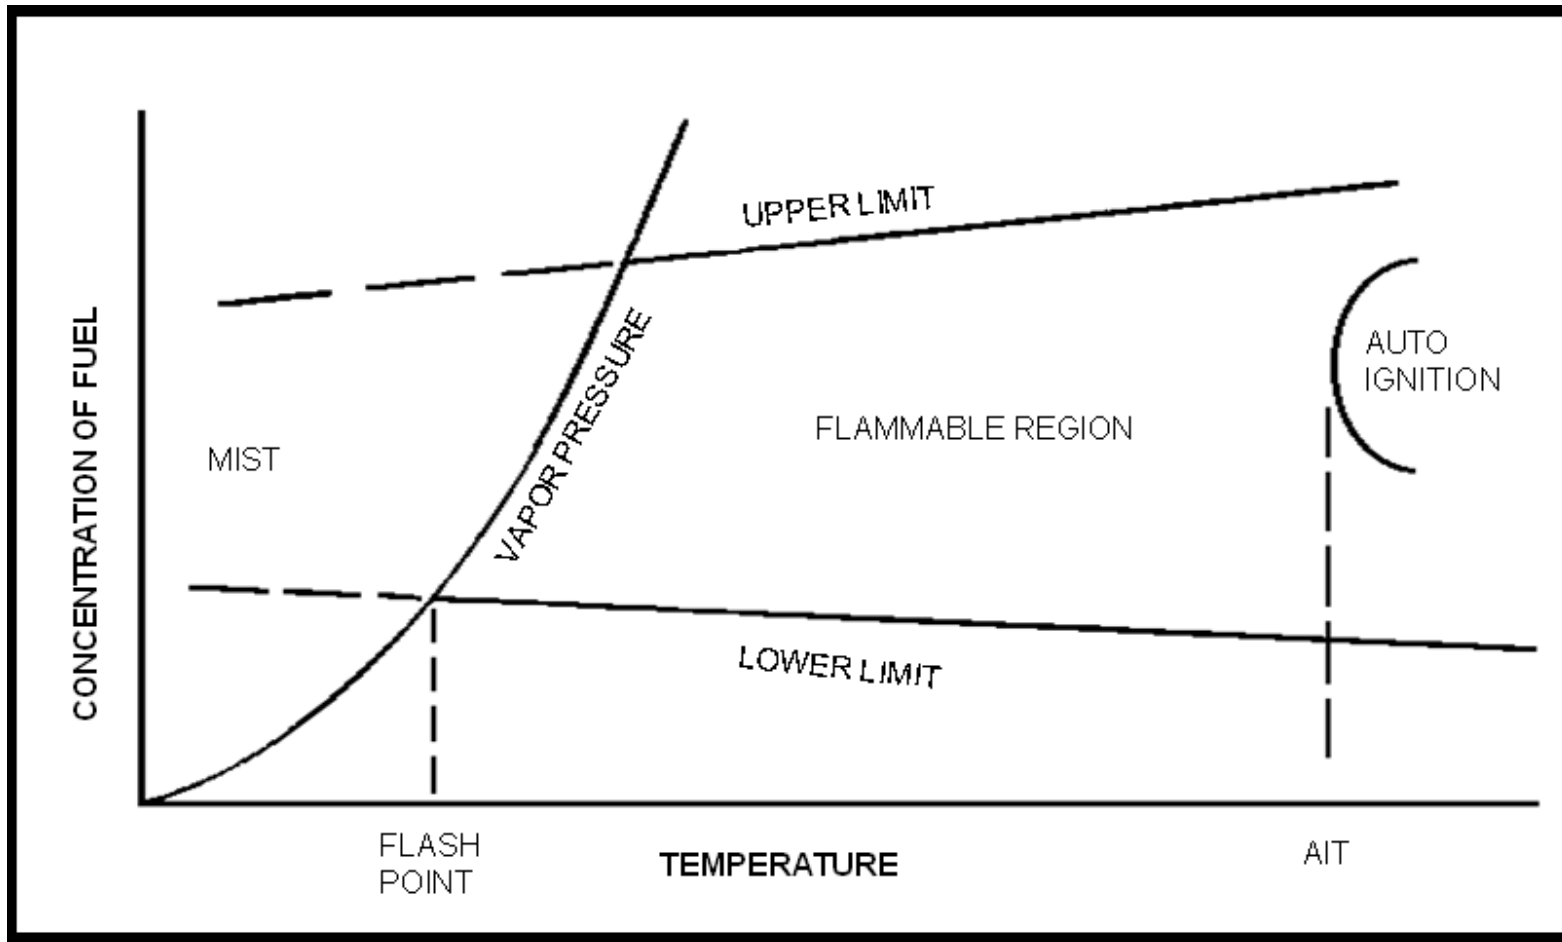 UPPER LIMIT
CONCENTRATION OF FUEL
VAPOR PRESSURE
AUTO
IGNITION
FLAMMABLE REGION
MIST
LOWER LIMIT
FLASH
POINT
TEMPERATURE
AIT